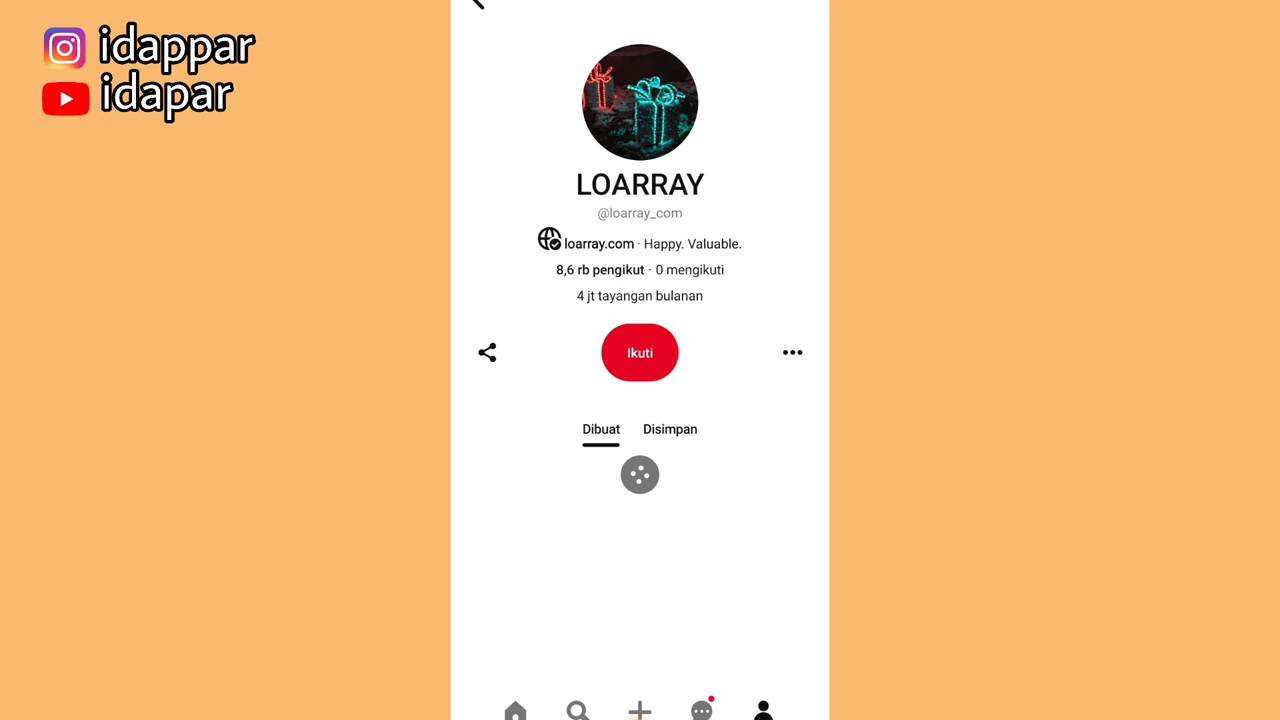 idappar
idapar
LOARRAY
@loarray_com
loarray.com · Happy. Valuable.
8,6 rb pengikut · 0 mengikuti
4 jt tayangan bulanan
Ikuti
Dibuat Disimpan